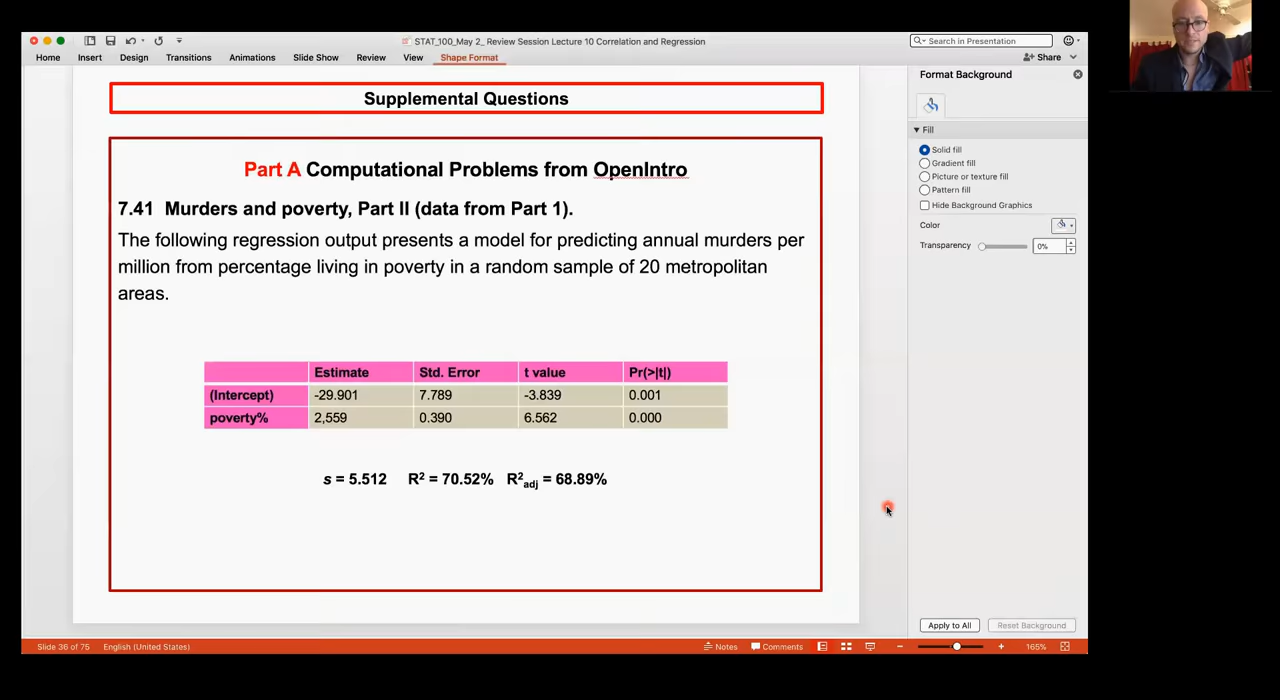 STAT_100_May 2_ Review Session Lecture 10 Correlation and Regression
Search in Presentation
Home Insert Design Transitions Animations Slide Show Review View Shape Format
Share
Supplemental Questions
Part A Computational Problems from OpenIntro
7.41 Murders and poverty, Part II (data from Part 1).
The following regression output presents a model for predicting annual murders per
million from percentage living in poverty in a random sample of 20 metropolitan
areas.
Estimate Std. Error t value Pr(>|t|)
(Intercept) -29.901 7.789 -3.839 0.001
poverty% 2,559 0.390 6.562 0.000
s = 5.512 R² = 70.52% R²adj = 68.89%
Format Background
Fill
Solid fill
Gradient fill
Picture or texture fill
Pattern fill
Hide Background Graphics
Color
Transparency 0%
Apply to All Reset Background
Slide 36 of 75 English (United States) Notes Comments 165%